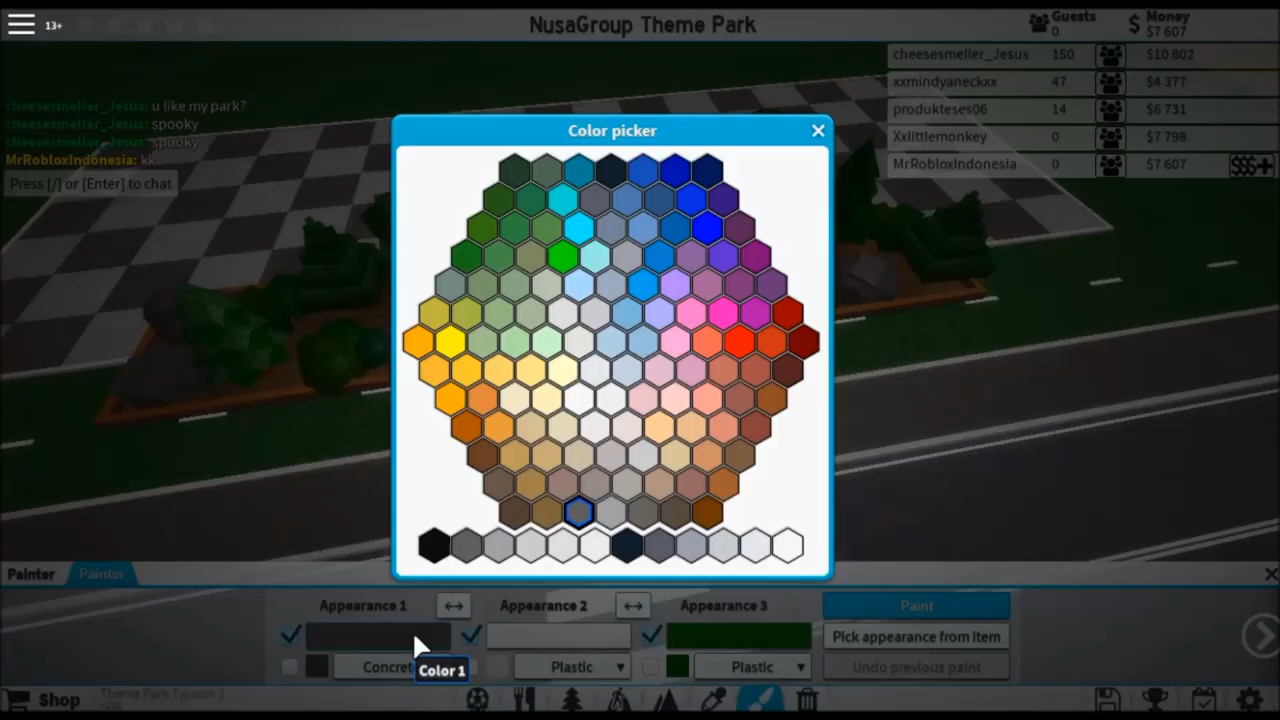 13+
NusaGroup Theme Park
Guests
0
$ Money
$7 607
cheesesmeller_Jesus 150 $10 802
xxmindyaneckxx 47 $4 377
produkteses06 14 $6 731
Xxlittlemonkey 0 $7 798
MrRobloxIndonesia 0 $7 607 $$$+
cheesesmeller_Jesus: u like my park?
cheesesmeller_Jesus: spooky
cheesesmeller_Jesus: spooky
MrRobloxIndonesia: kk
Press [/] or [Enter] to chat
Color picker
Painter Painter
Appearance 1 Appearance 2 Appearance 3 Paint
Pick appearance from item
Concret Plastic Plastic Undo previous paint
Color 1
Shop
Theme Park Tycoon 2